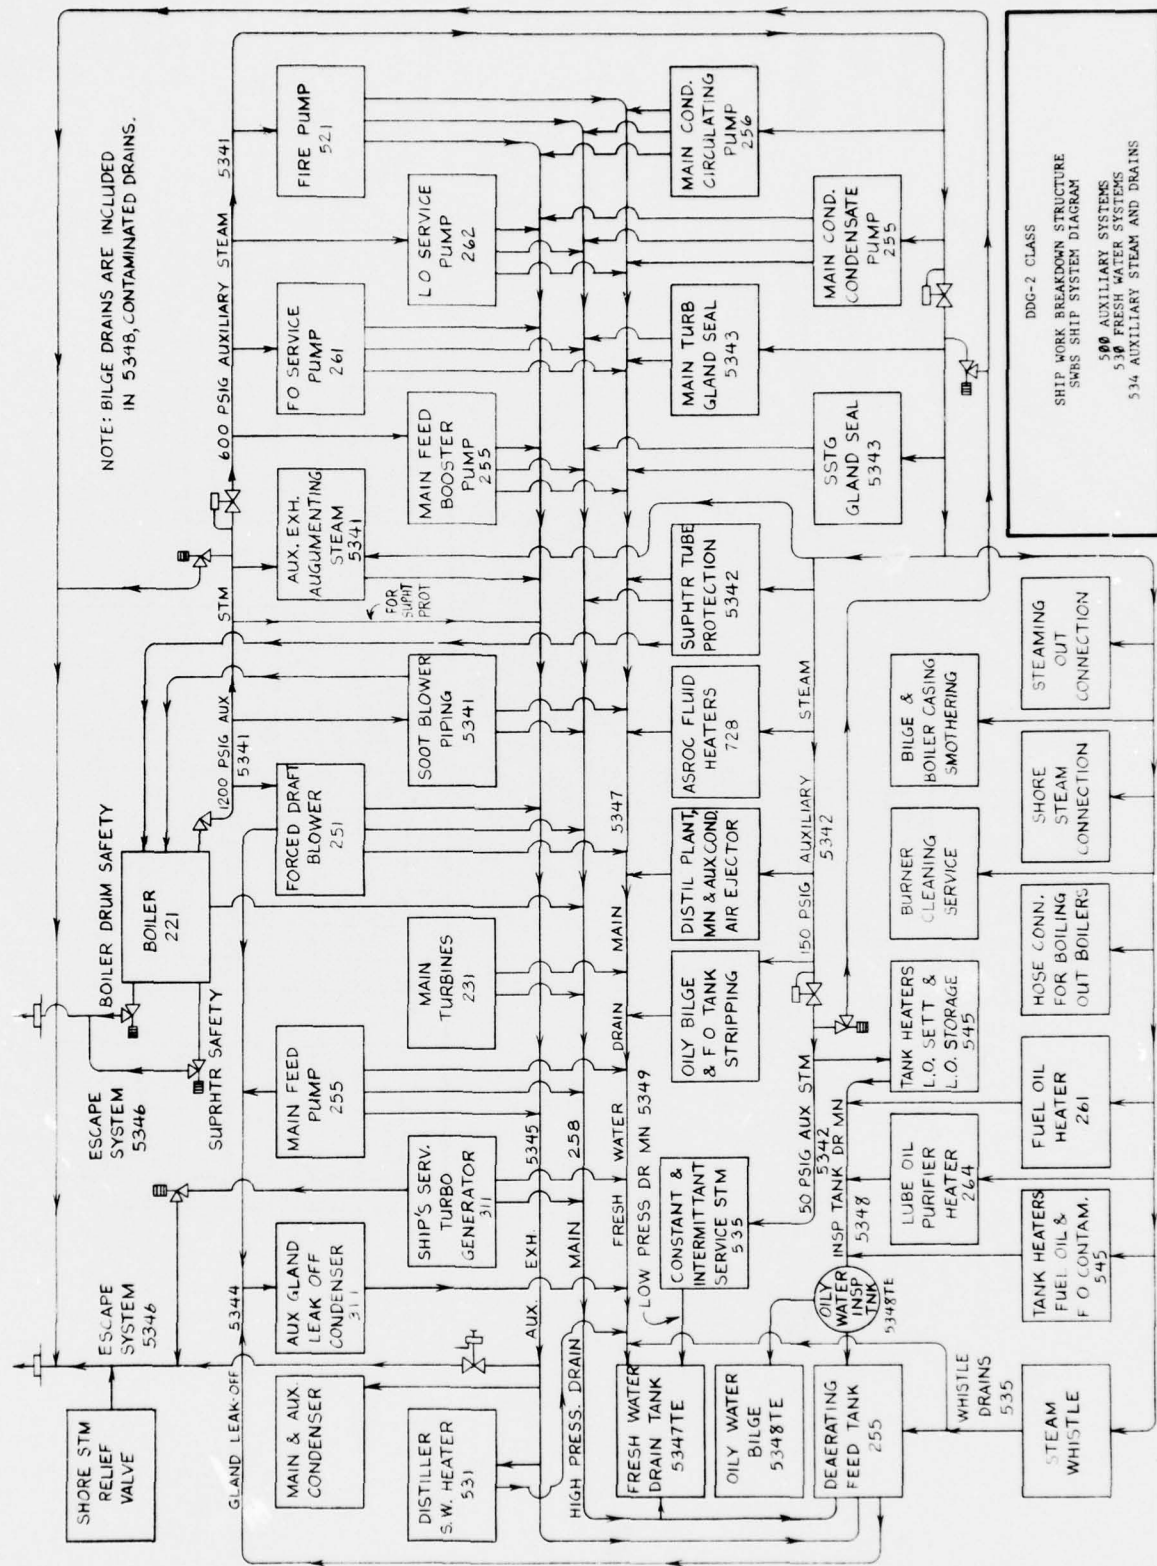 NOTE: BILGE DRAINS ARE INCLUDED
IN 5348, CONTAMINATED DRAINS.
SHORE STM
RELIEF
VALVE
ESCAPE
SYSTEM
5346
ESCAPE
SYSTEM
5346
BOILER DRUM SAFETY
SUPRHTR SAFETY
BOILER
221
1200 PSIG AUX
5341
STM
600 PSIG AUXILIARY STEAM
5341
GLAND LEAK-OFF
5344
MAIN & AUX.
CONDENSER
AUX GLAND
LEAK OFF
CONDENSER
311
MAIN FEED
PUMP
255
FORCED DRAFT
BLOWER
251
AUX. EXH.
AUGUMENTING
STEAM
5341
FO SERVICE
PUMP
261
FIRE PUMP
521
FOR
SUPHT
PROT
DISTILLER
S.W. HEATER
531
SHIP'S SERV.
TURBO
GENERATOR
311
MAIN
TURBINES
231
SOOT BLOWER
PIPING
5341
MAIN FEED
BOOSTER
PUMP
255
LO SERVICE
PUMP
262
AUX. EXH. 5345
HIGH PRESS. DRAIN MAIN 258
FRESH WATER DRAIN MAIN 5347
LOW PRESS DR MN 5349
FRESH WATER
DRAIN TANK
5347TE
CONSTANT &
INTERMITTANT
SERVICE STM
535
OILY BILGE
& F O TANK
STRIPPING
DISTIL PLANT,
MN & AUX COND,
AIR EJECTOR
ASROC FLUID
HEATERS
728
SUPHTR TUBE
PROTECTION
5342
MAIN TURB
GLAND SEAL
5343
MAIN COND.
CIRCULATING
PUMP
256
OILY WATER
BILGE
5348TE
50 PSIG AUX STM
5342
150 PSIG AUXILIARY STEAM
5342
SSTG
GLAND SEAL
5343
MAIN COND.
CONDENSATE
PUMP
255
DEAERATING
FEED TANK
255
OILY
WATER
INSP
TNK
5348TE
INSP TANK DR MN
5348
LUBE OIL
PURIFIER
HEATER
264
TANK HEATERS
L.O. SETT &
L.O. STORAGE
545
BURNER
CLEANING
SERVICE
BILGE &
BOILER CASING
SMOTHERING
WHISTLE
DRAINS
535
STEAM
WHISTLE
TANK HEATERS
FUEL OIL &
F O CONTAM.
545
FUEL OIL
HEATER
261
HOSE CONN.
FOR BOILING
OUT BOILERS
SHORE
STEAM
CONNECTION
STEAMING
OUT
CONNECTION
DDG-2 CLASS
SHIP WORK BREAKDOWN STRUCTURE
SWBS SHIP SYSTEM DIAGRAM
500 AUXILIARY SYSTEMS
530 FRESH WATER SYSTEMS
534 AUXILIARY STEAM AND DRAINS